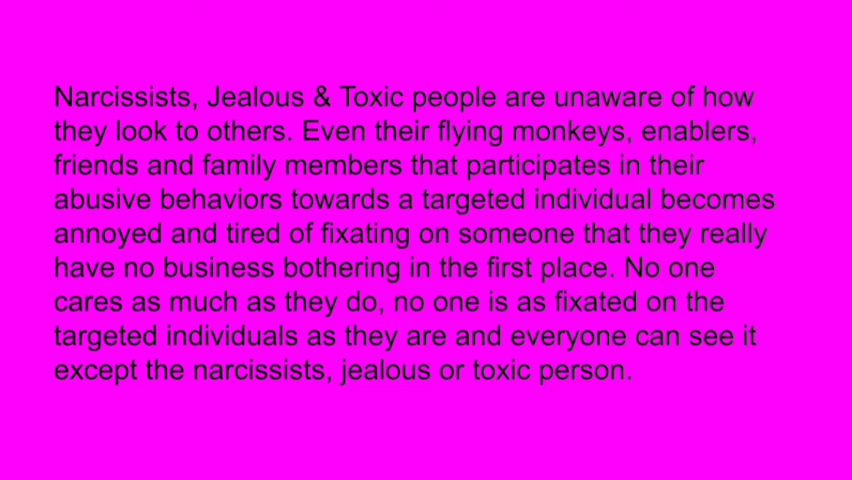 Narcissists, Jealous & Toxic people are unaware of how
they look to others. Even their flying monkeys, enablers,
friends and family members that participates in their
abusive behaviors towards a targeted individual becomes
annoyed and tired of fixating on someone that they really
have no business bothering in the first place. No one
cares as much as they do, no one is as fixated on the
targeted individuals as they are and everyone can see it
except the narcissists, jealous or toxic person.